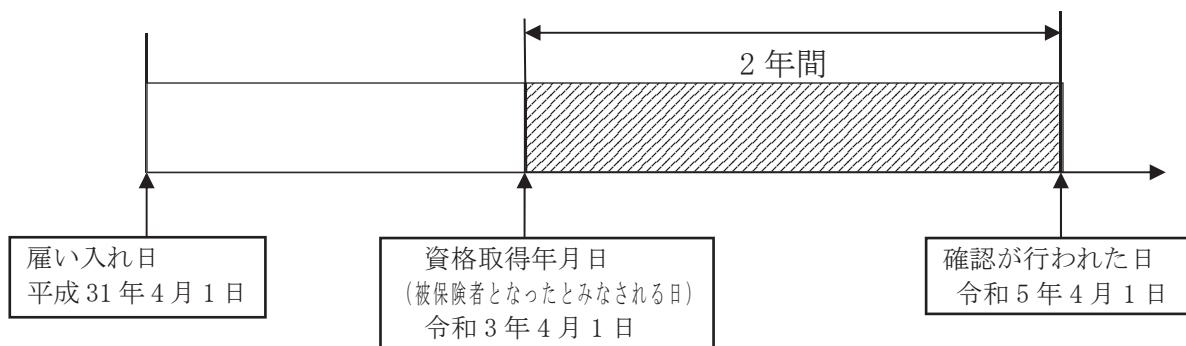 2年間
雇い入れ日
平成31年4月1日
資格取得年月日
(被保険者となったとみなされる日)
令和3年4月1日
確認が行われた日
令和5年4月1日